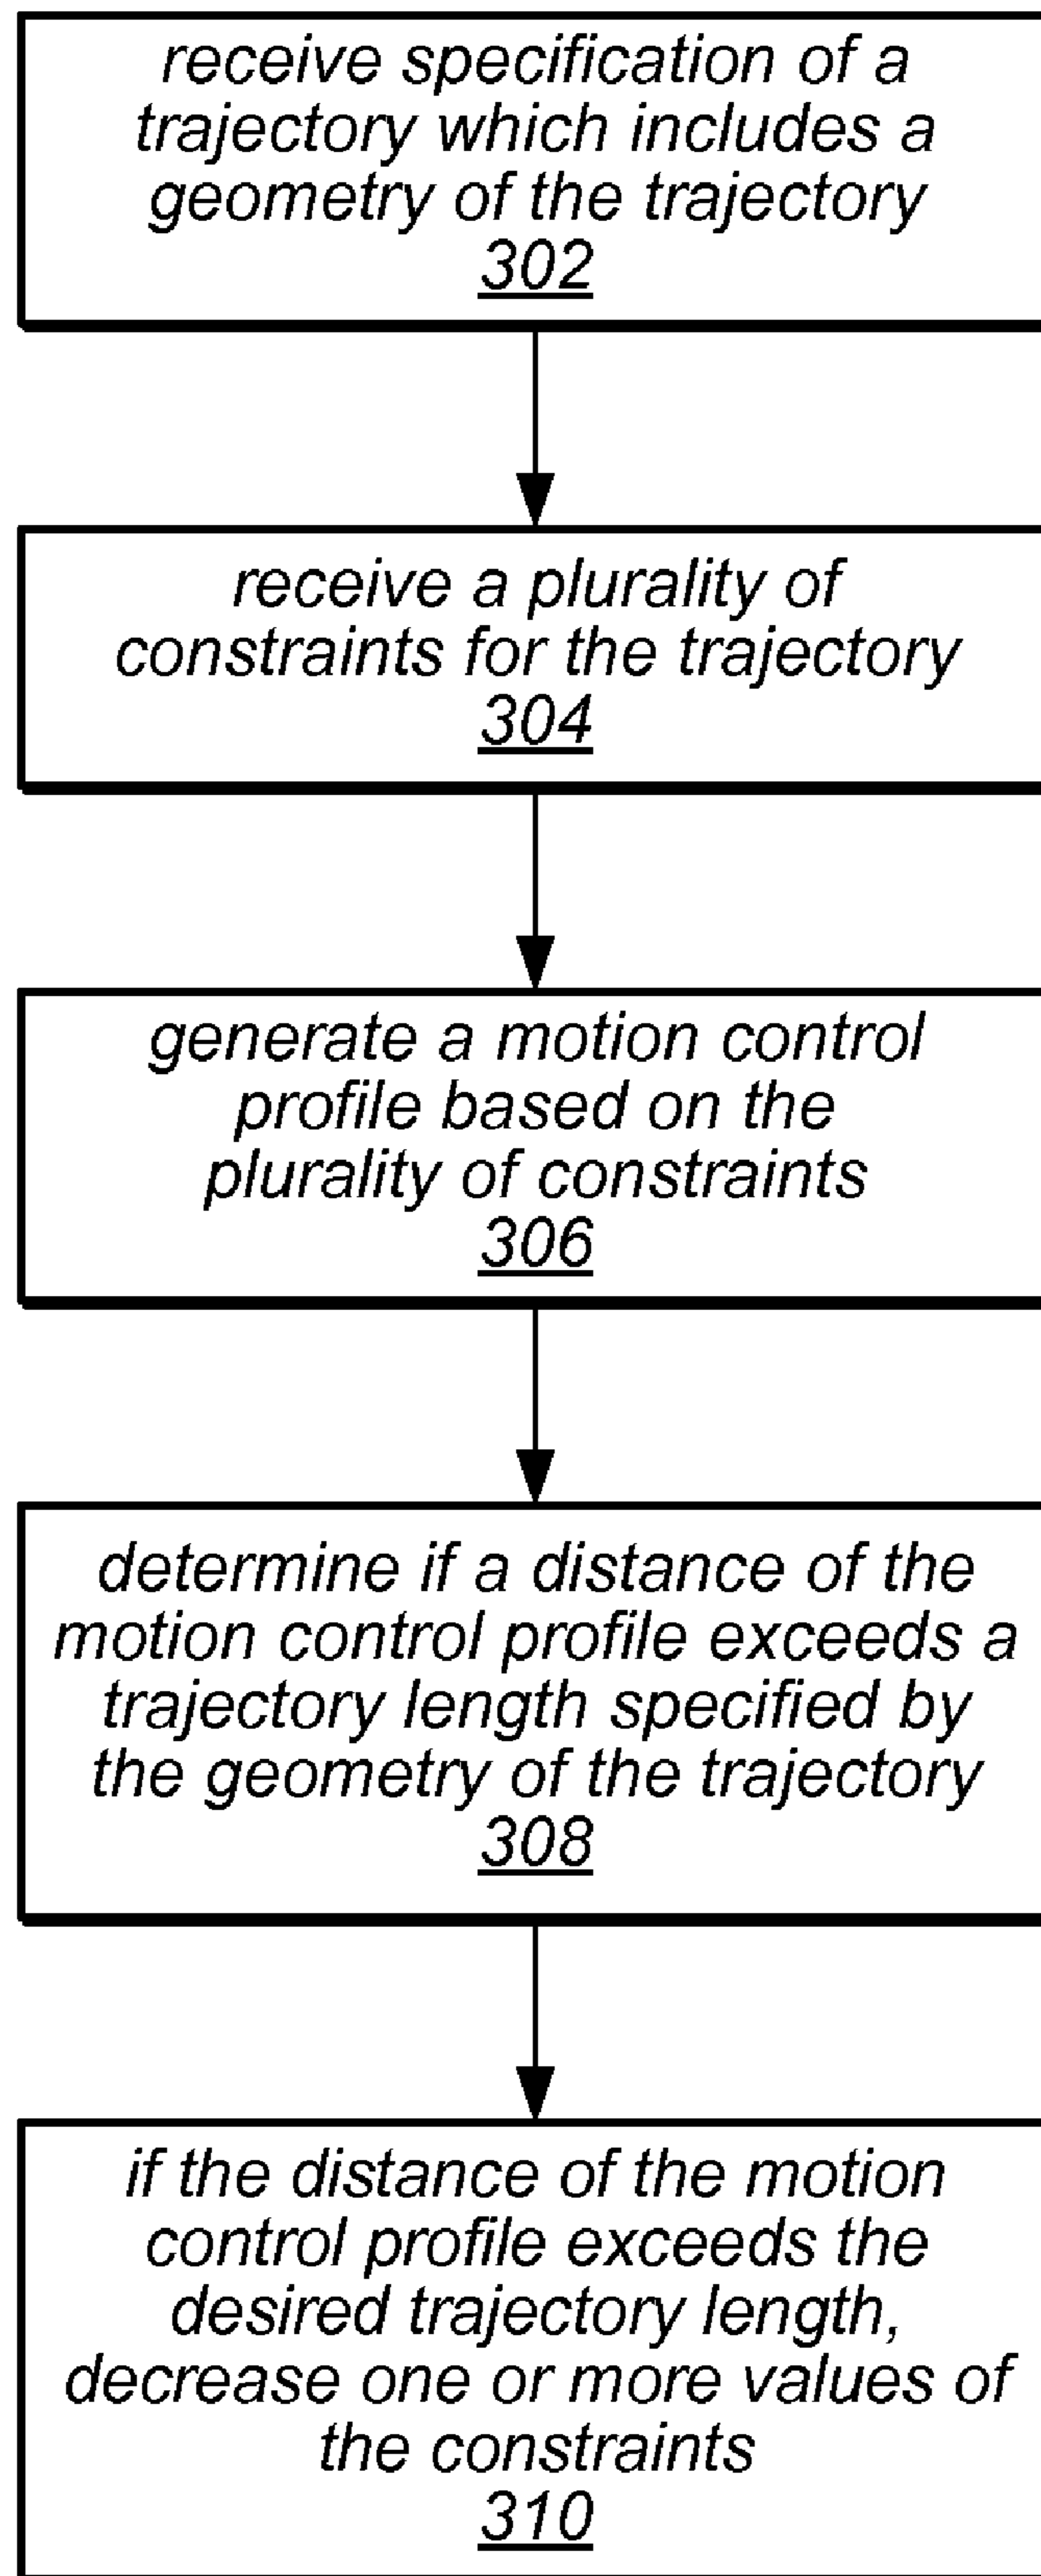 receive specification of a
trajectory which includes a
geometry of the trajectory
302
receive a plurality of
constraints for the trajectory
304
generate a motion control
profile based on the
plurality of constraints
306
determine if a distance of the
motion control profile exceeds a
trajectory length specified by
the geometry of the trajectory
308
if the distance of the motion
control profile exceeds the
desired trajectory length,
decrease one or more values of
the constraints
310